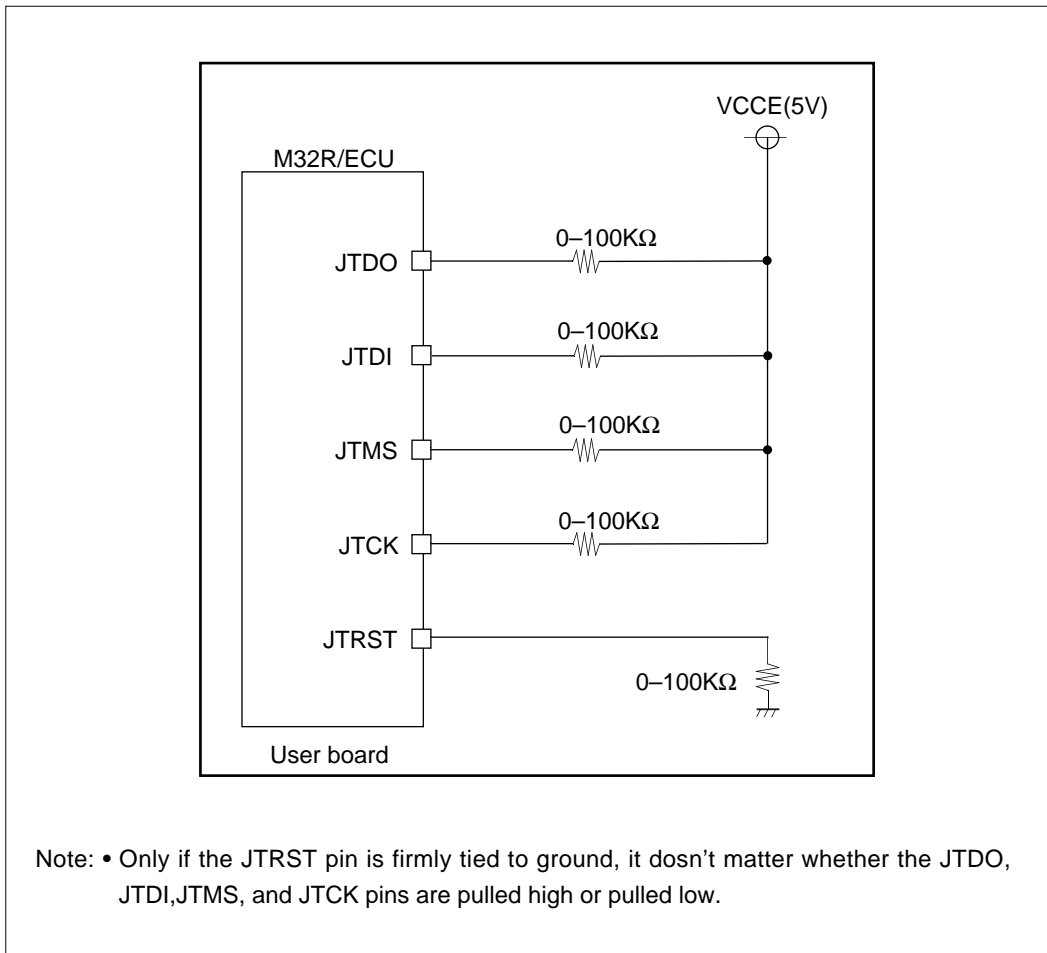 VCCE(5V)
M32R/ECU
0–100KΩ
JTDO
0–100KΩ
JTDI
0–100KΩ
JTMS
0–100KΩ
JTCK
JTRST
0–100KΩ
User board
Note: • Only if the JTRST pin is firmly tied to ground, it dosn't matter whether the JTDO,
JTDI,JTMS, and JTCK pins are pulled high or pulled low.